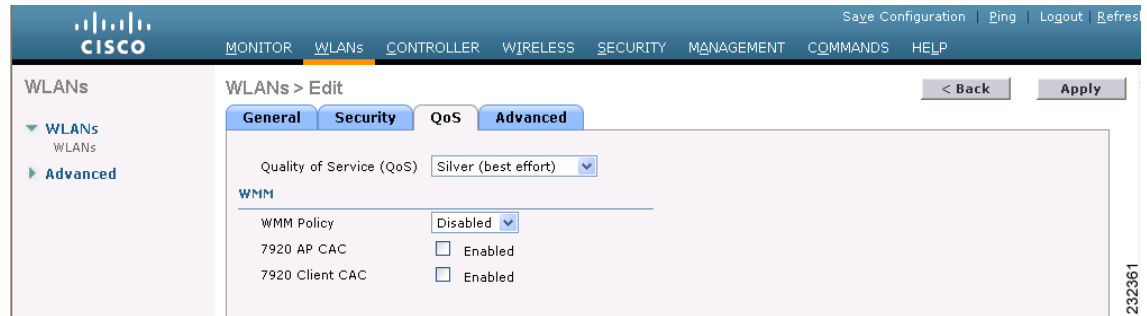 Save Configuration | Ping | Logout | Refresh
CISCO
MONITOR WLANs CONTROLLER WIRELESS SECURITY MANAGEMENT COMMANDS HELP
WLANs
WLANs
WLANs
Advanced
WLANs > Edit
< Back
Apply
General Security QoS Advanced
Quality of Service (QoS) Silver (best effort)
WMM
WMM Policy Disabled
7920 AP CAC Enabled
7920 Client CAC Enabled
232361